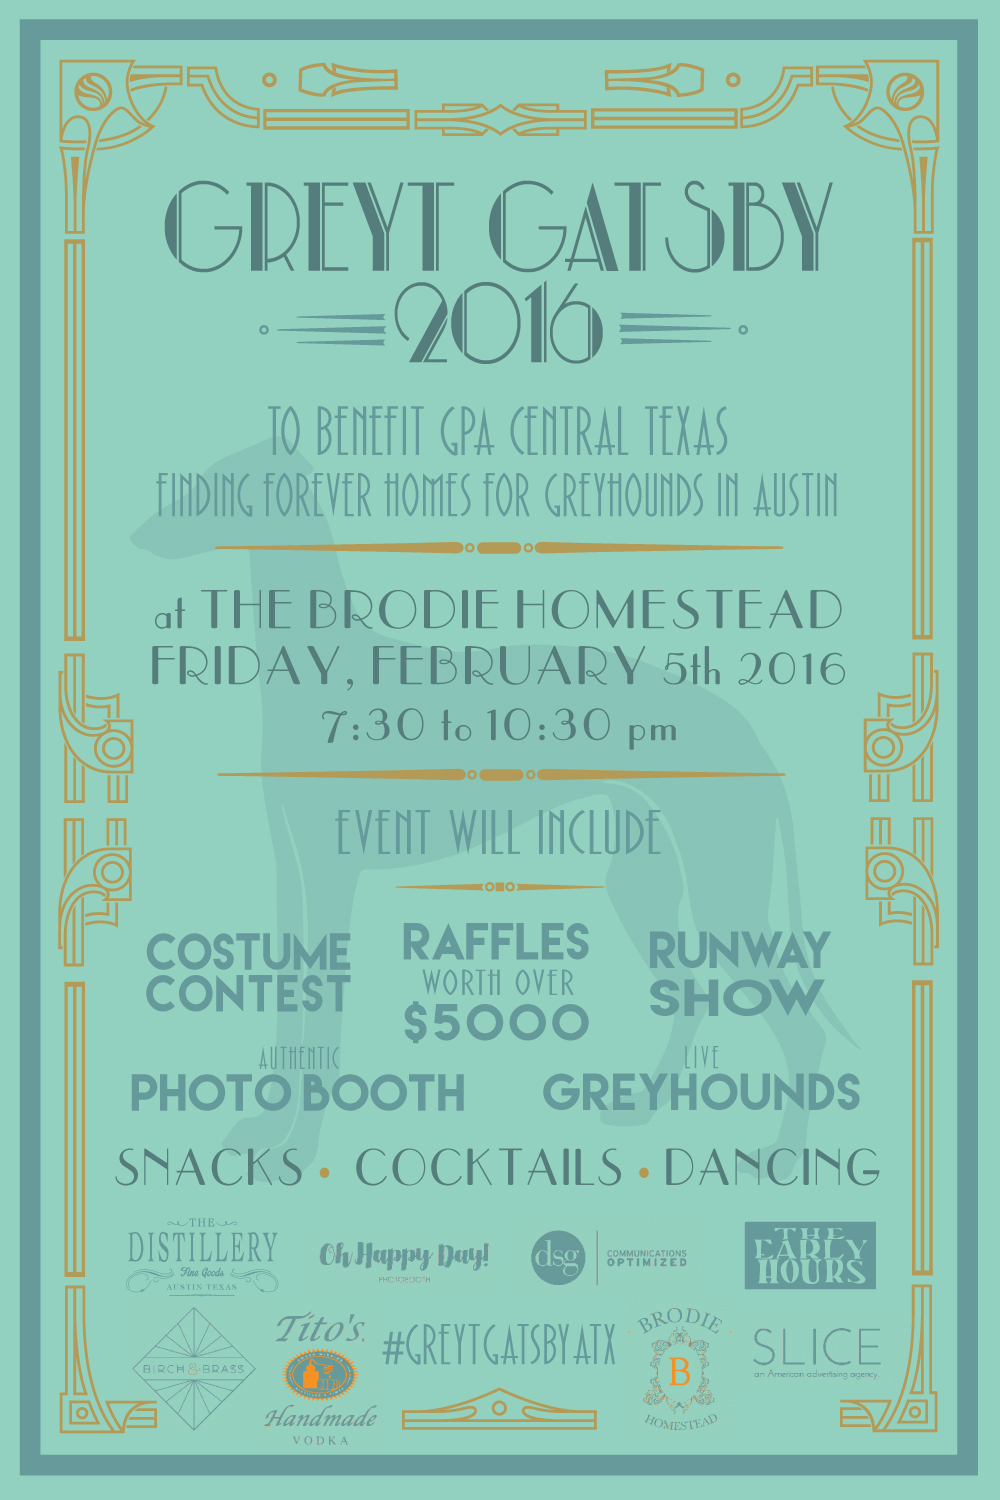 GREYT GATSBY
2016
TO BENEFIT GPA CENTRAL TEXAS
FINDING FOREVER HOMES FOR GREYHOUNDS IN AUSTIN
at THE BRODIE HOMESTEAD
FRIDAY, FEBRUARY 5th 2016
7:30 to 10:30 pm
EVENT WILL INCLUDE
COSTUME
CONTEST
RAFFLES
WORTH OVER
$5000
RUNWAY
SHOW
AUTHENTIC
PHOTO BOOTH
LIVE
GREYHOUNDS
SNACKS • COCKTAILS • DANCING
THE
DISTILLERY
Fine Goods
AUSTIN TEXAS
Oh Happy Day!
PHOTOBOOTH
dsg
COMMUNICATIONS
OPTIMIZED
THE
EARLY
HOURS
BIRCH & BRASS
Tito's
Handmade
VODKA
#GREYTGATSBYATX
BRODIE
B
HOMESTEAD
SLICE
an American advertising agency.